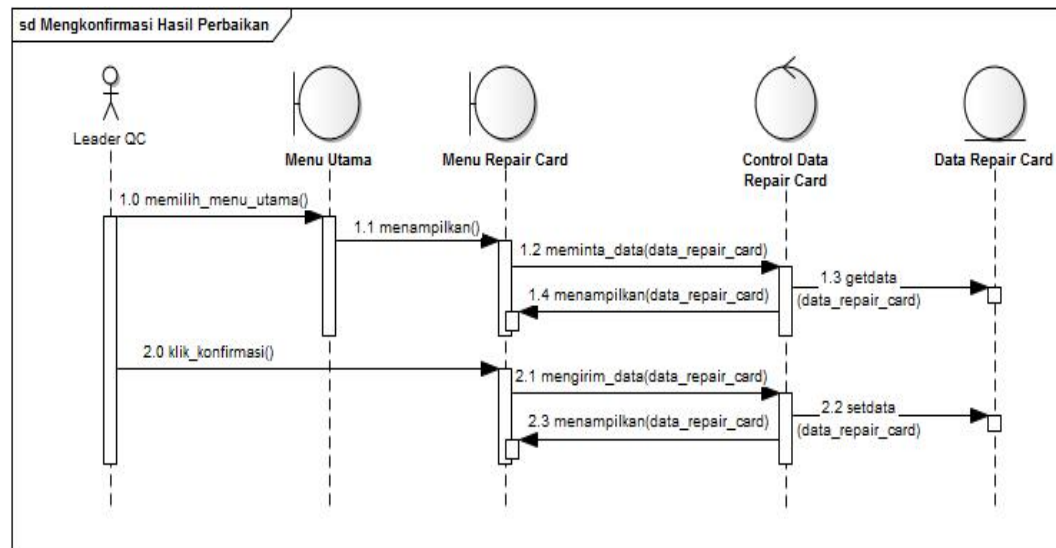 sd Mengkonfirmasi Hasil Perbaikan
Leader QC
Menu Utama
Menu Repair Card
Control Data
Repair Card
Data Repair Card
1.0 memilih_menu_utama()
1.1 menampilkan()
1.2 meminta_data(data_repair_card)
1.3 getdata
(data_repair_card)
1.4 menampilkan(data_repair_card)
2.0 klik_konfirmasi()
2.1 mengirim_data(data_repair_card)
2.2 setdata
(data_repair_card)
2.3 menampilkan(data_repair_card)